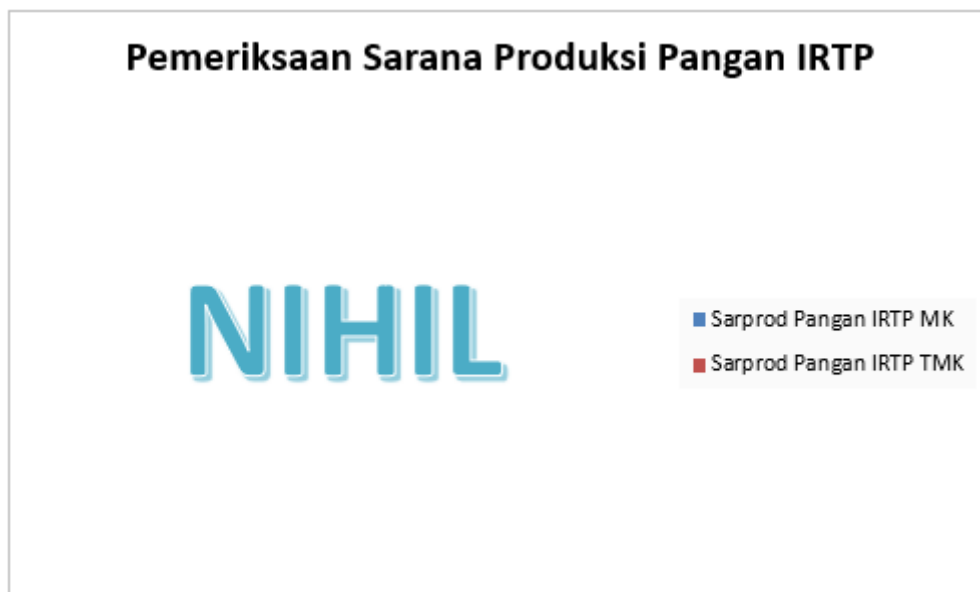 Pemeriksaan Sarana Produksi Pangan IRTP
NIHIL
Sarprod Pangan IRTP MK
Sarprod Pangan IRTP TMK